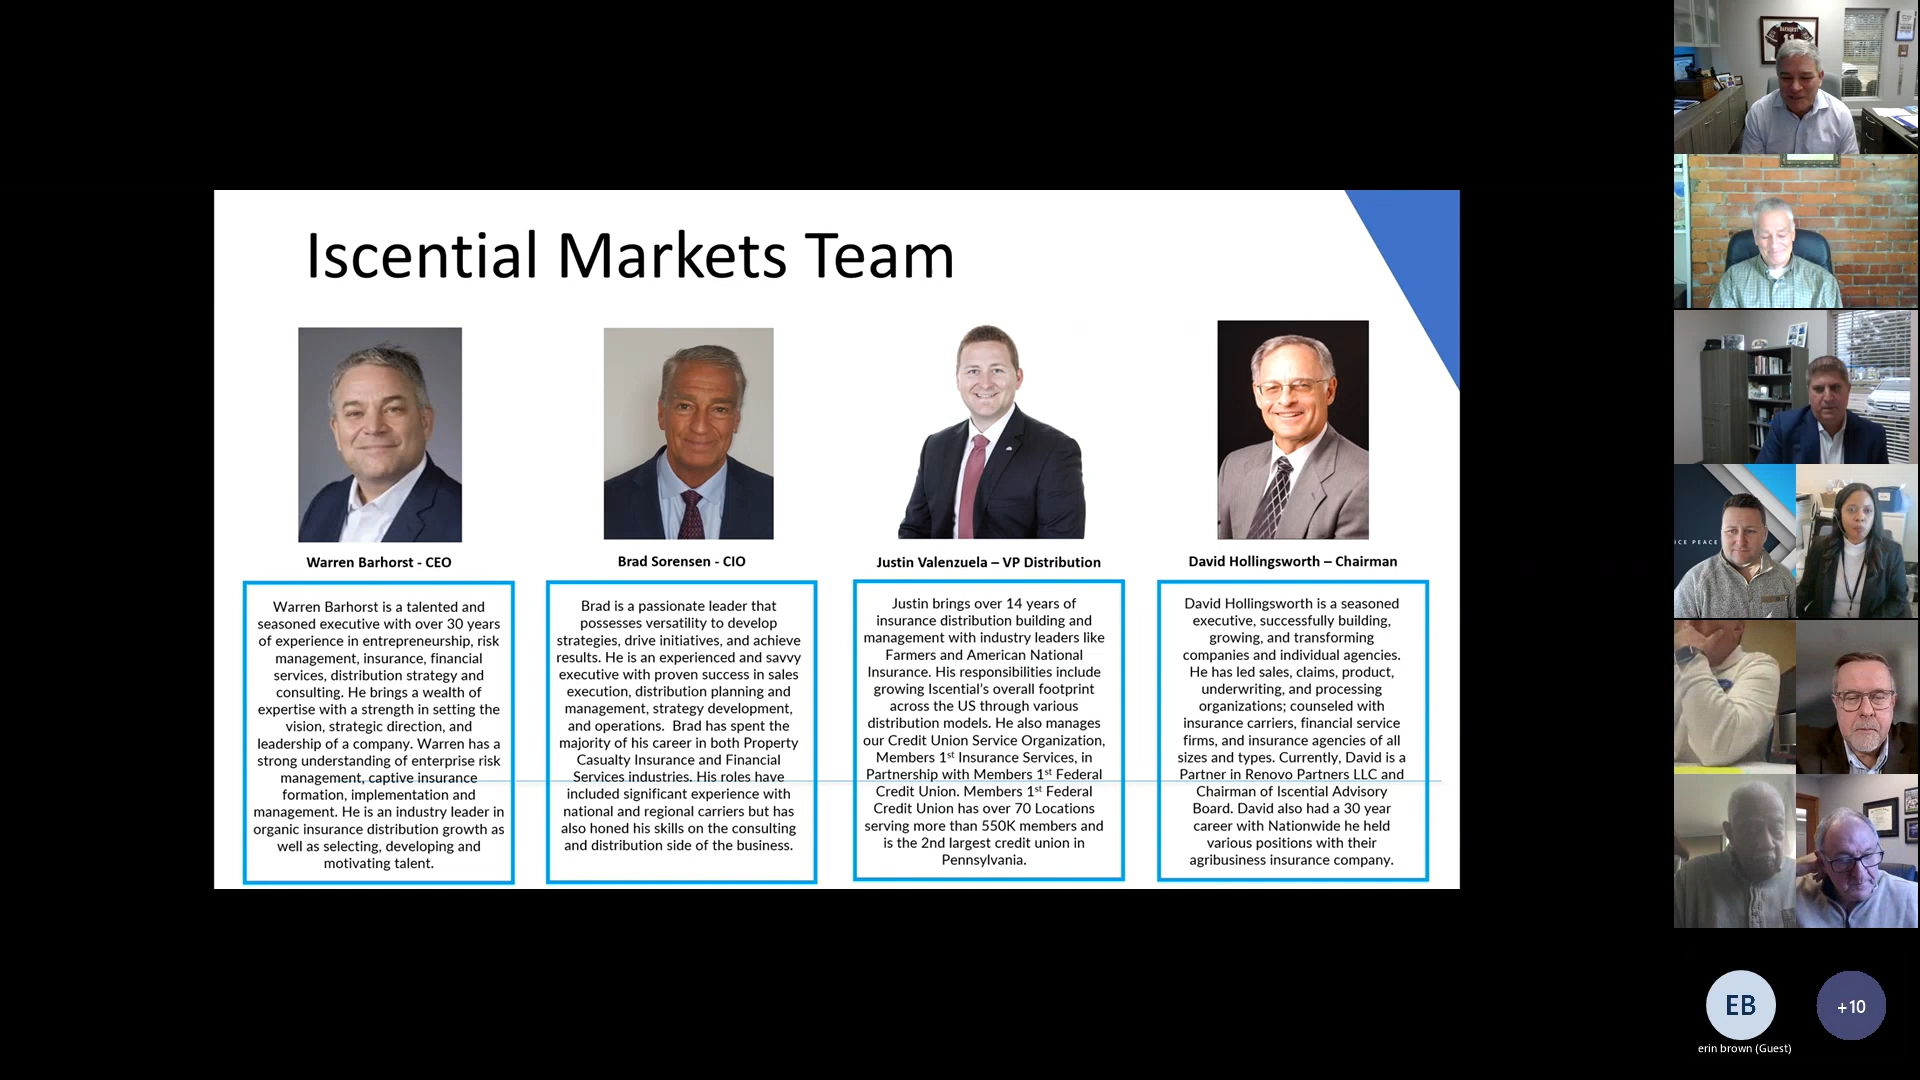 Iscential Markets Team
Warren Barhorst - CEO
Warren Barhorst is a talented and
seasoned executive with over 30 years
of experience in entrepreneurship, risk
management, insurance, financial
services, distribution strategy and
consulting. He brings a wealth of
expertise with a strength in setting the
vision, strategic direction, and
leadership of a company. Warren has a
strong understanding of enterprise risk
management, captive insurance
formation, implementation and
management. He is an industry leader in
organic insurance distribution growth as
well as selecting, developing and
motivating talent.
Brad Sorensen - CIO
Brad is a passionate leader that
possesses versatility to develop
strategies, drive initiatives, and achieve
results. He is an experienced and savvy
executive with proven success in sales
execution, distribution planning and
management, strategy development,
and operations. Brad has spent the
majority of his career in both Property
Casualty Insurance and Financial
Services industries. His roles have
included significant experience with
national and regional carriers but has
also honed his skills on the consulting
and distribution side of the business.
Justin Valenzuela – VP Distribution
Justin brings over 14 years of
insurance distribution building and
management with industry leaders like
Farmers and American National
Insurance. His responsibilities include
growing Iscential’s overall footprint
across the US through various
distribution models. He also manages
our Credit Union Service Organization,
Members 1st Insurance Services, in
Partnership with Members 1st Federal
Credit Union. Members 1st Federal
Credit Union has over 70 Locations
serving more than 550K members and
is the 2nd largest credit union in
Pennsylvania.
David Hollingsworth – Chairman
David Hollingsworth is a seasoned
executive, successfully building,
growing, and transforming
companies and individual agencies.
He has led sales, claims, product,
underwriting, and processing
organizations; counseled with
insurance carriers, financial service
firms, and insurance agencies of all
sizes and types. Currently, David is a
Partner in Renovo Partners LLC and
Chairman of Iscential Advisory
Board. David also had a 30 year
career with Nationwide he held
various positions with their
agribusiness insurance company.
BARHORST
11
ICE PEACE
EB
+10
erin brown (Guest)